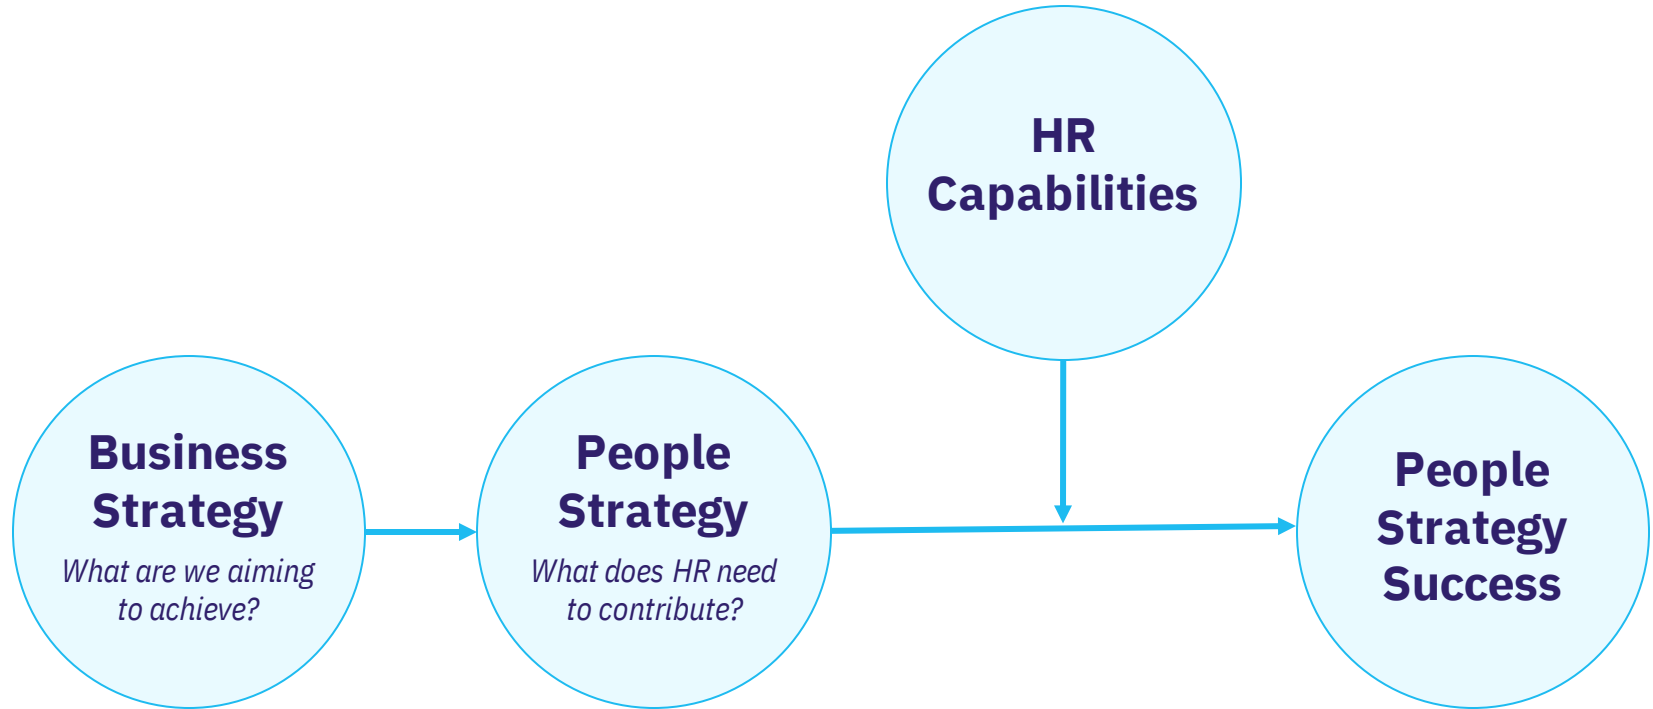 HR
Capabilities
Business
Strategy
What are we aiming
to achieve?
People
Strategy
What does HR need
to contribute?
People
Strategy
Success